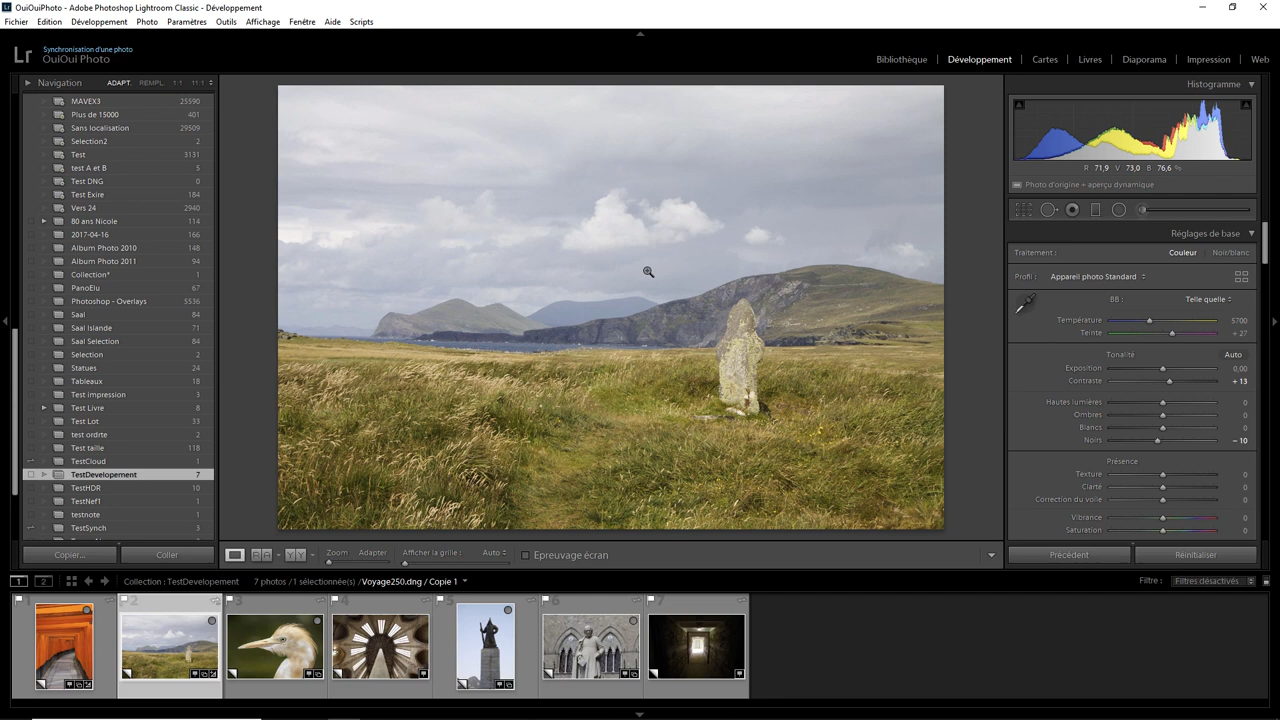 OuiOuiPhoto - Adobe Photoshop Lightroom Classic - Développement
Fichier Edition Développement Photo Paramètres Outils Affichage Fenêtre Aide Scripts
Lr
Synchronisation d'une photo
OuiOui Photo
Bibliothèque | Développement | Cartes | Livres | Diaporama | Impression | Web
Navigation ADAPT. REMPL. 1:1 11:1
MAVEX3 25590
Plus de 15000 401
Sans localisation 29509
Selection2 2
Test 3131
test A et B 5
Test DNG 0
Test Exire 184
Vers 24 2940
80 ans Nicole 114
2017-04-16 166
Album Photo 2010 148
Album Photo 2011 94
Collection* 1
PanoElu 67
Photoshop - Overlays 5536
Saal 84
Saal Islande 71
Saal Selection 84
Selection 2
Statues 24
Tableaux 18
Test impression 3
Test Livre 8
Test Lot 33
test ordrte 2
Test taille 118
TestCloud 1
TestDevelopement 7
TestHDR 10
TestNef1 1
testnote 1
TestSynch 3
Copier... Coller
Zoom Adapter Afficher la grille : Auto Epreuvage écran
Histogramme
R 71,9 V 73,0 B 76,6 %
Photo d'origine + aperçu dynamique
Réglages de base
Traitement : Couleur Noir/blanc
Profil : Appareil photo Standard
BB : Telle quelle
Température 5700
Teinte + 27
Tonalité Auto
Exposition 0,00
Contraste + 13
Hautes lumières 0
Ombres 0
Blancs 0
Noirs – 10
Présence
Texture 0
Clarté 0
Correction du voile 0
Vibrance 0
Saturation 0
Précédent Réinitialiser
1 2 Collection : TestDevelopement 7 photos /1 sélectionnée(s) /Voyage250.dng / Copie 1 Filtre : Filtres désactivés
1 2 3 4 5 6 7